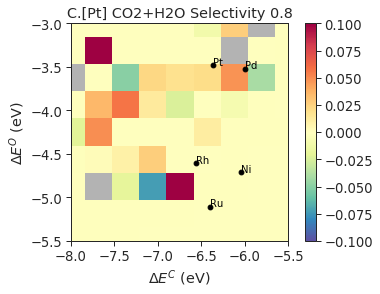 C.[Pt] CO2+H2O Selectivity 0.8
−3.0
−3.5
−4.0
−4.5
−5.0
−5.5
ΔE^O (eV)
Pt
Pd
Rh
Ni
Ru
−8.0 −7.5 −7.0 −6.5 −6.0 −5.5
ΔE^C (eV)
0.100
0.075
0.050
0.025
0.000
−0.025
−0.050
−0.075
−0.100